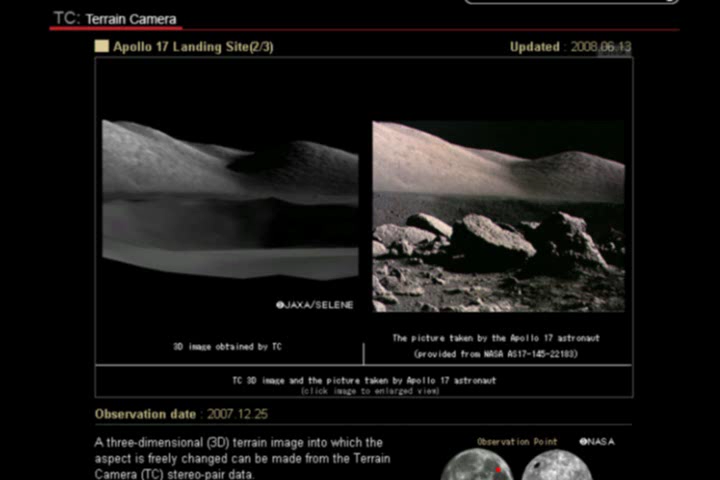 TC: Terrain Camera
Apollo 17 Landing Site(2/3)
Updated : 2008.06.13
©JAXA/SELENE
3D image obtained by TC
The picture taken by the Apollo 17 astronaut
(provided from NASA AS17-145-22183)
TC 3D image and the picture taken by Apollo 17 astronaut
(click image to enlarged view)
Observation date : 2007.12.25
A three-dimensional (3D) terrain image into which the
aspect is freely changed can be made from the Terrain
Camera (TC) stereo-pair data.
Observation Point
©NASA